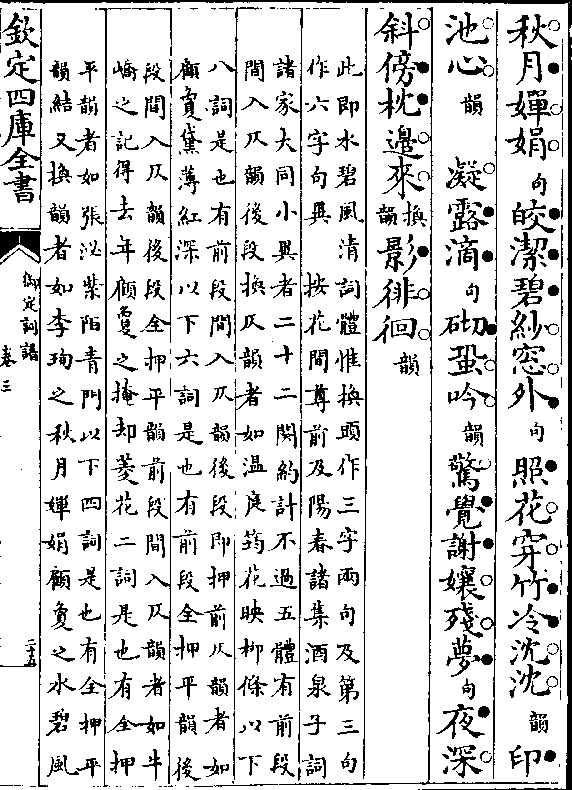 秋月嬋娟句皎潔碧紗窓外句照花穿竹冷沈沈韻印
池心韻　凝露滴句砌蛩吟韻驚覺謝孃殘夢句夜深
斜傍枕邊來換韻影徘徊韻
此即水碧風清詞體惟換頭作三字兩句及第三句
作六字句異　按花間尊前及陽春諸集酒泉子詞
諸家大同小異者二十二闋約計不過五體有前段
間入仄韻後段換仄韻者如温庭筠花映柳條以下
八詞是也有前段間入仄韻後段即押前仄韻者如
顧敻黛薄紅深以下六詞是也有前段全押平韻後
段間入仄韻後段全押平韻前段間入仄韻者如牛
嶠之記得去年顧敻之掩却菱花二詞是也有全押
平韻者如張泌紫陌青門以下四詞是也有全押平
韻結又換韻者如李珣之秋月嬋娟顧敻之水碧風
欽定四庫全書
御定詞譜
卷三
二十五